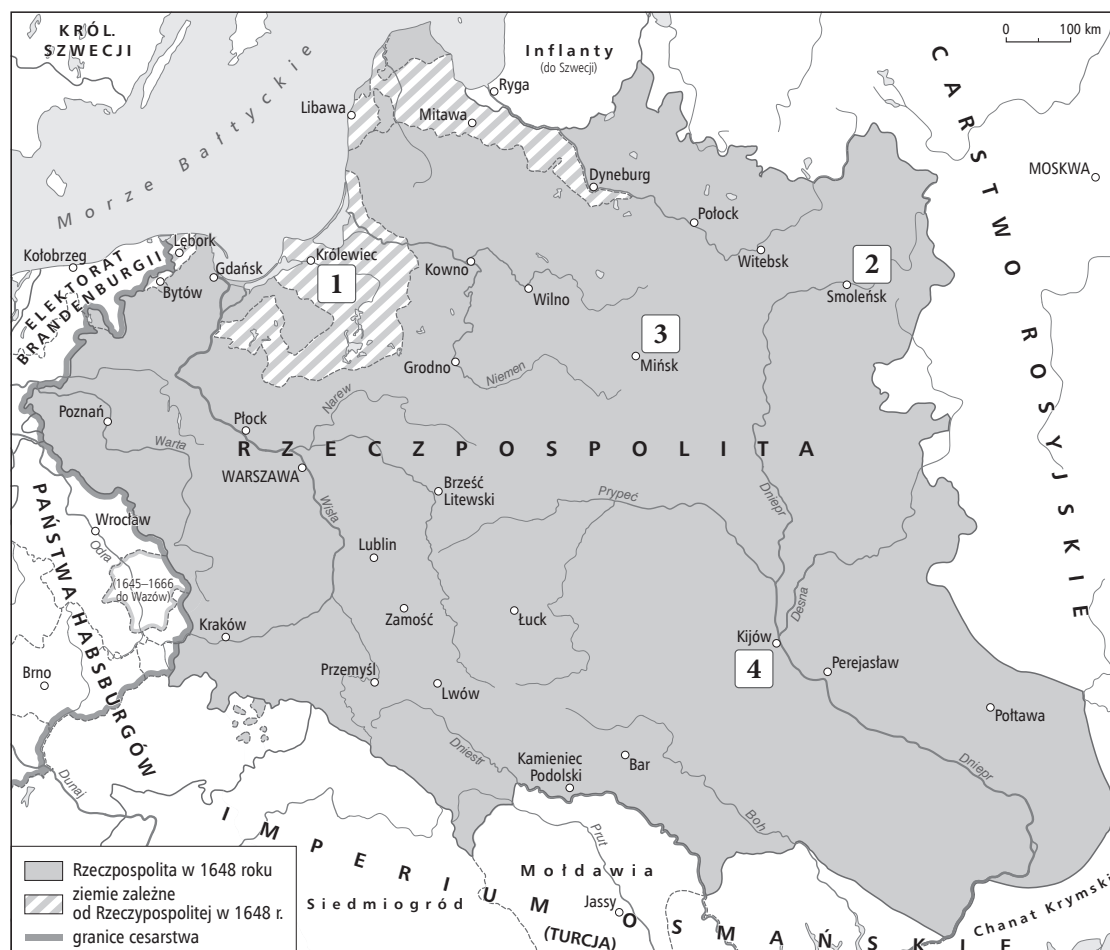 KRÓL.
SZWECJI
Morze Bałtyckie
Inflanty
(do Szwecji)
0 100 km
Ryga
Libawa
Mitawa
CARSTWO ROSYJSKIE
MOSKWA
Dyneburg
Połock
Witebsk
2
Smoleńsk
Kołobrzeg
Lębork
Gdańsk
Bytów
ELEKTORAT
BRANDENBURGII
Królewiec
1
Kowno
Wilno
3
Mińsk
Grodno
Niemen
Narew
Poznań
Płock
Warta
RZECZPOSPOLITA
WARSZAWA
Brześć
Litewski
Prypeć
Dniepr
Wisła
PAŃSTWA HABSBURGÓW
Wrocław
Odra
Lublin
(1645–1666
do Wazów)
Zamość
Łuck
Desna
Kraków
Kijów
4
Perejasław
Brno
Przemyśl
Lwów
Połtawa
Dniestr
Kamieniec
Podolski
Bar
Dniepr
Dunaj
Boh
Prut
IMPERIUM OSMAŃSKIE
(TURCJA)
Mołdawia
Siedmiogród
Jassy
Chanat Krymski
Rzeczpospolita w 1648 roku
ziemie zależne
od Rzeczypospolitej w 1648 r.
granice cesarstwa